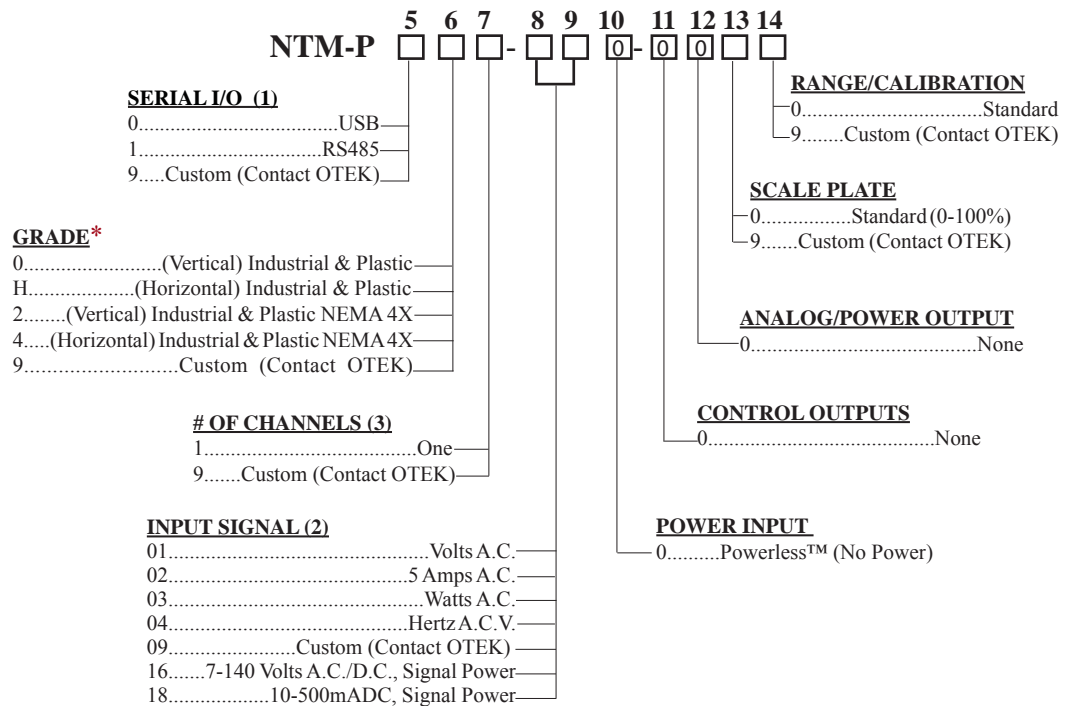 5 6 7 8 9 10 11 12 13 14
NTM-P - 0 - 0 0
SERIAL I/O (1)
0....................................USB
1..................................RS485
9.....Custom (Contact OTEK)
GRADE*
0.........................(Vertical) Industrial & Plastic
H...................(Horizontal) Industrial & Plastic
2........(Vertical) Industrial & Plastic NEMA 4X
4.....(Horizontal) Industrial & Plastic NEMA 4X
9............................Custom (Contact OTEK)
# OF CHANNELS (3)
1.......................................One
9.......Custom (Contact OTEK)
INPUT SIGNAL (2)
01..............................................Volts A.C.
02..........................................5 Amps A.C.
03.............................................Watts A.C.
04..........................................Hertz A.C.V.
09......................Custom (Contact OTEK)
16.......7-140 Volts A.C./D.C., Signal Power
18..................10-500mADC, Signal Power
RANGE/CALIBRATION
0................................Standard
9........Custom (Contact OTEK)
SCALE PLATE
0.................Standard (0-100%)
9.......Custom (Contact OTEK)
ANALOG/POWER OUTPUT
0........................................None
CONTROL OUTPUTS
0........................................None
POWER INPUT
0..........Powerless™ (No Power)